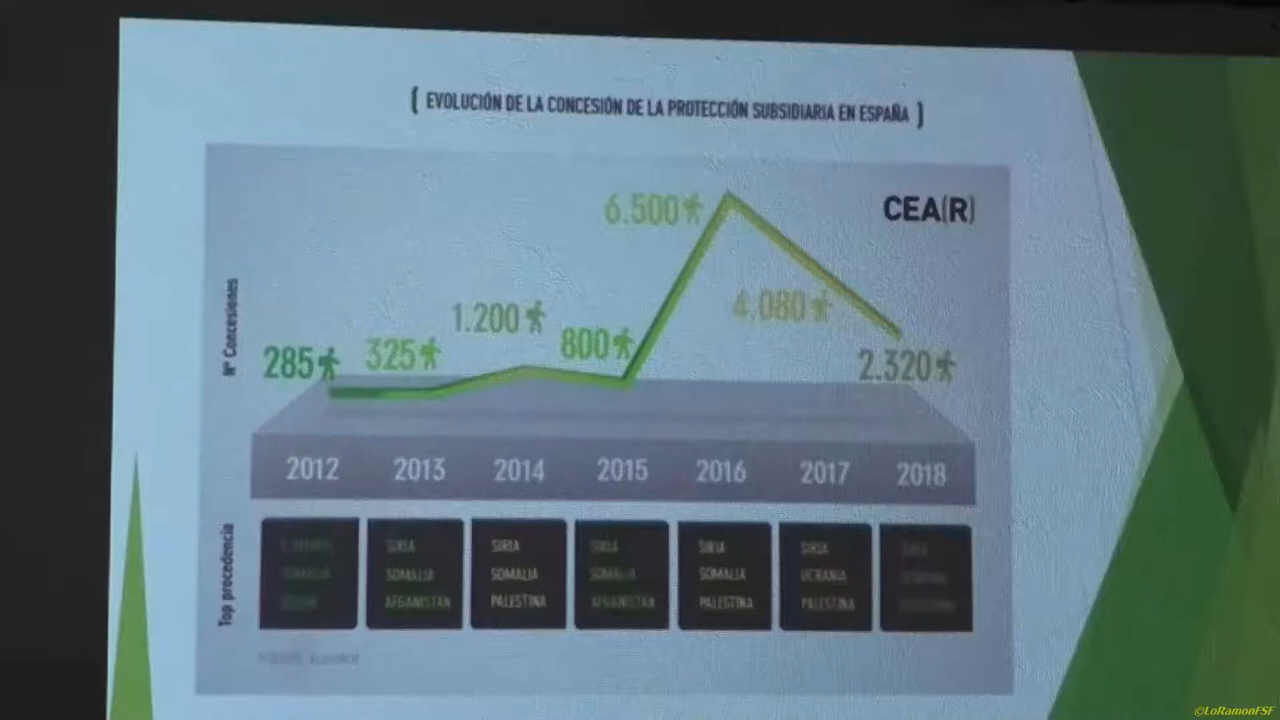 ( EVOLUCIÓN DE LA CONCESIÓN DE LA PROTECCIÓN SUBSIDIARIA EN ESPAÑA )
CEA(R)
Nº Concesiones
285
325
1.200
800
6.500
4.080
2.320
2012 2013 2014 2015 2016 2017 2018
Top procedencia
SIRIA SIRIA SIRIA SIRIA SIRIA
SOMALIA SOMALIA SOMALIA SOMALIA SOMALIA UCRANIA
AFGANISTÁN PALESTINA AFGANISTÁN PALESTINA PALESTINA
©LoRamonFSF